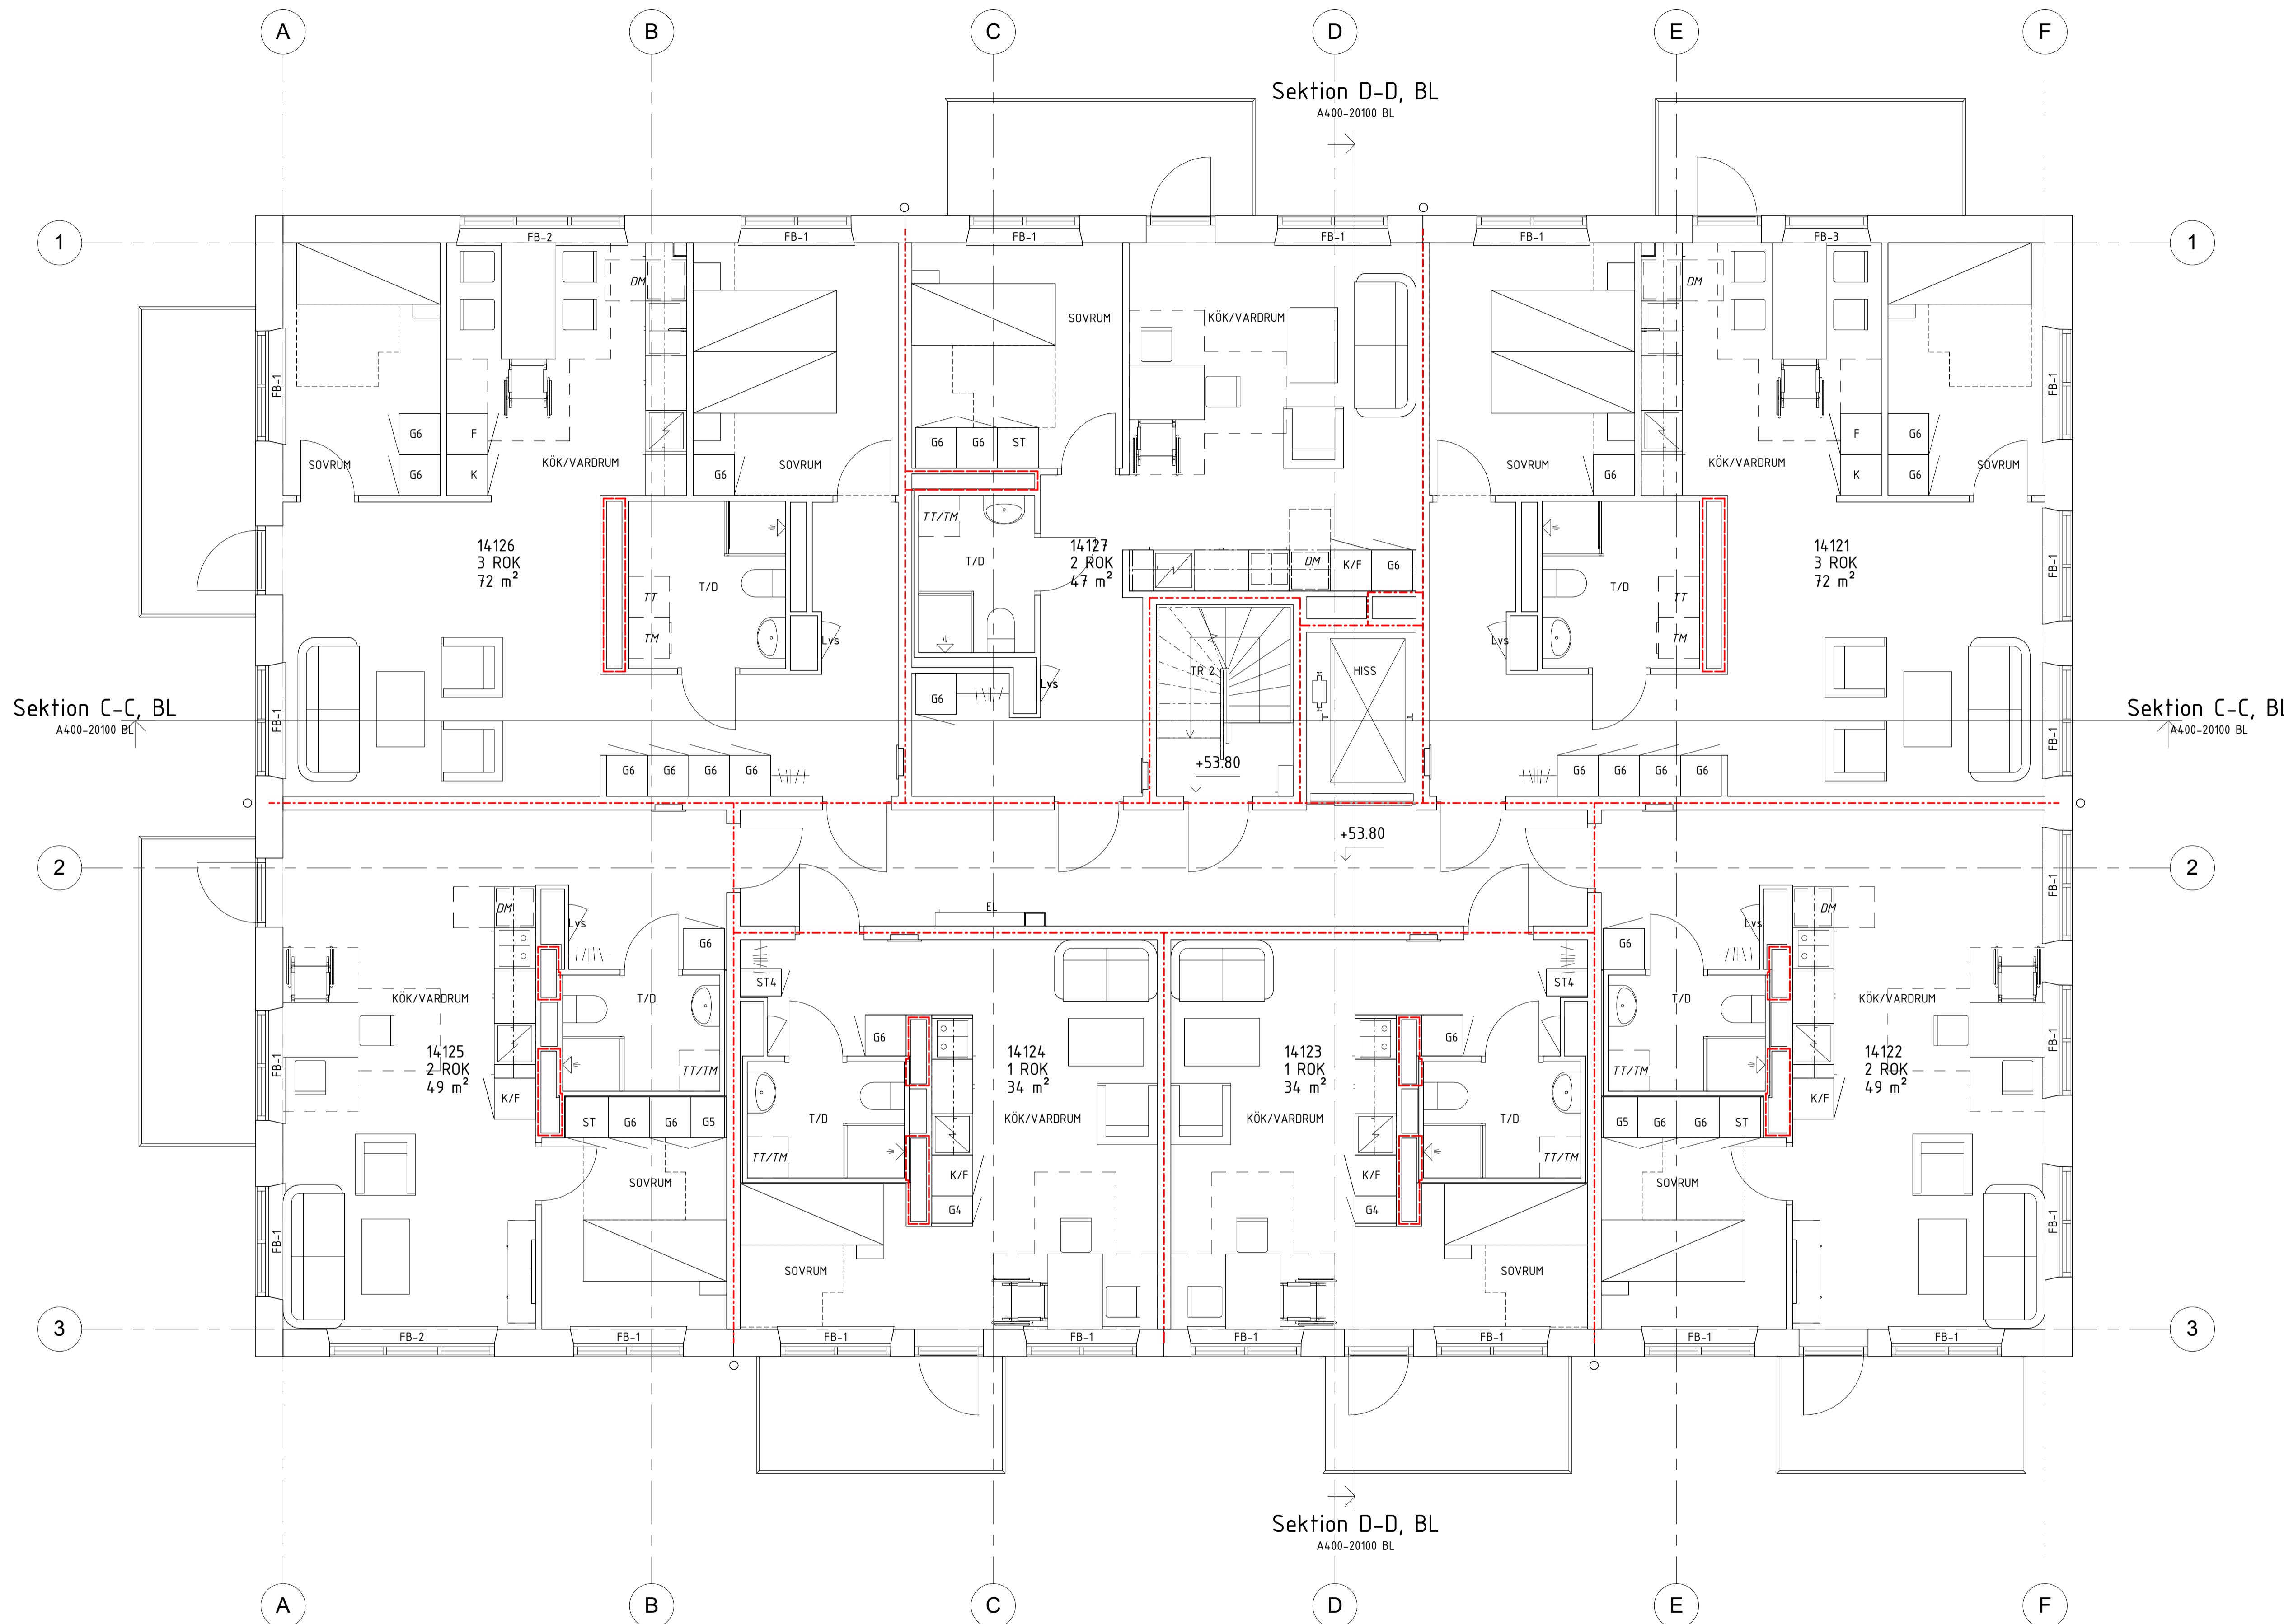 A B C D E F
Sektion D-D, BL
A400-20100 BL
1 1
FB-2 FB-1 FB-1 FB-1 FB-1 FB-3
DM DM
SOVRUM KÖK/VARDRUM
FB-1 FB-1
G6 F G6 G6 ST F G6
SOVRUM G6 K KÖK/VARDRUM G6 SOVRUM SOVRUM G6 KÖK/VARDRUM K G6 SOVRUM
TT/TM
14126
3 ROK
72 m²
T/D
14127
2 ROK
47 m²
DM K/F G6
14121
3 ROK
72 m²
FB-1
TT T/D T/D TT
TM Lvs Lvs TM
TR 2 HISS
Lvs
G6
Sektion C-C, BL
A400-20100 BL
FB-1 FB-1
Sektion C-C, BL
A400-20100 BL
G6 G6 G6 G6 +53.80 G6 G6 G6 G6
+53.80
2 2
FB-1
DM Lvs EL Lvs DM
G6 G6
ST4 ST4
KÖK/VARDRUM T/D T/D KÖK/VARDRUM
G6 G6
14125
2 ROK
49 m²
14124
1 ROK
34 m²
14123
1 ROK
34 m²
14122
2 ROK
49 m²
FB-1 FB-1
TT/TM TT/TM
K/F K/F
ST G6 G6 G5 T/D KÖK/VARDRUM KÖK/VARDRUM T/D G5 G6 G6 ST
TT/TM TT/TM
K/F K/F
SOVRUM SOVRUM
G4 G4
FB-1 FB-1
SOVRUM SOVRUM
3 3
FB-2 FB-1 FB-1 FB-1 FB-1 FB-1 FB-1 FB-1
Sektion D-D, BL
A400-20100 BL
A B C D E F